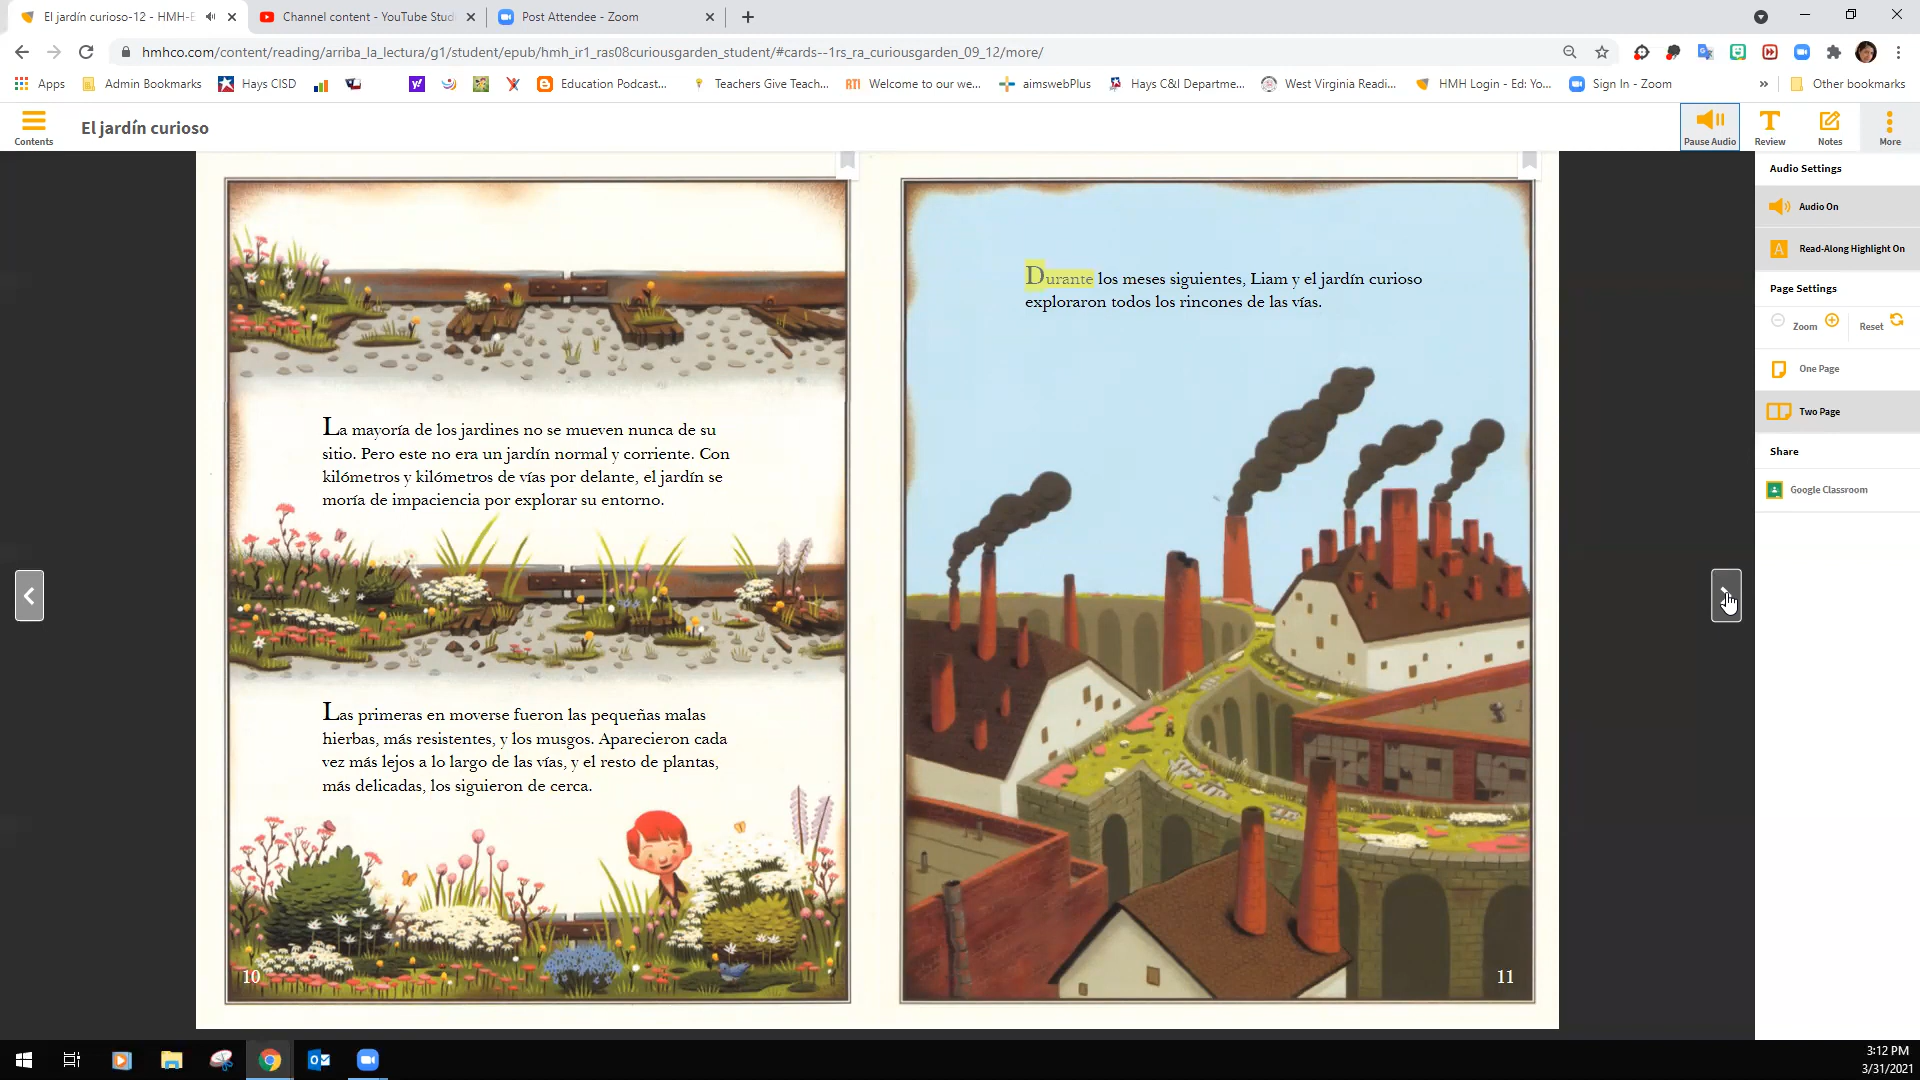 El jardín curioso-12 - HMH-E
Channel content - YouTube Stud
Post Attendee - Zoom
hmhco.com/content/reading/arriba_la_lectura/g1/student/epub/hmh_ir1_ras08curiousgarden_student/#cards--1rs_ra_curiousgarden_09_12/more/
Apps
Admin Bookmarks
Hays CISD
Education Podcast...
Teachers Give Teach...
RTI Welcome to our we...
aimswebPlus
Hays C&I Departme...
West Virginia Readi...
HMH Login - Ed: Yo...
Sign In - Zoom
»
Other bookmarks
Contents
El jardín curioso
Pause Audio
Review
Notes
More
La mayoría de los jardines no se mueven nunca de su
sitio. Pero este no era un jardín normal y corriente. Con
kilómetros y kilómetros de vías por delante, el jardín se
moría de impaciencia por explorar su entorno.
Las primeras en moverse fueron las pequeñas malas
hierbas, más resistentes, y los musgos. Aparecieron cada
vez más lejos a lo largo de las vías, y el resto de plantas,
más delicadas, los siguieron de cerca.
10
Durante los meses siguientes, Liam y el jardín curioso
exploraron todos los rincones de las vías.
11
Audio Settings
Audio On
A Read-Along Highlight On
Page Settings
Zoom
Reset
One Page
Two Page
Share
Google Classroom
3:12 PM
3/31/2021